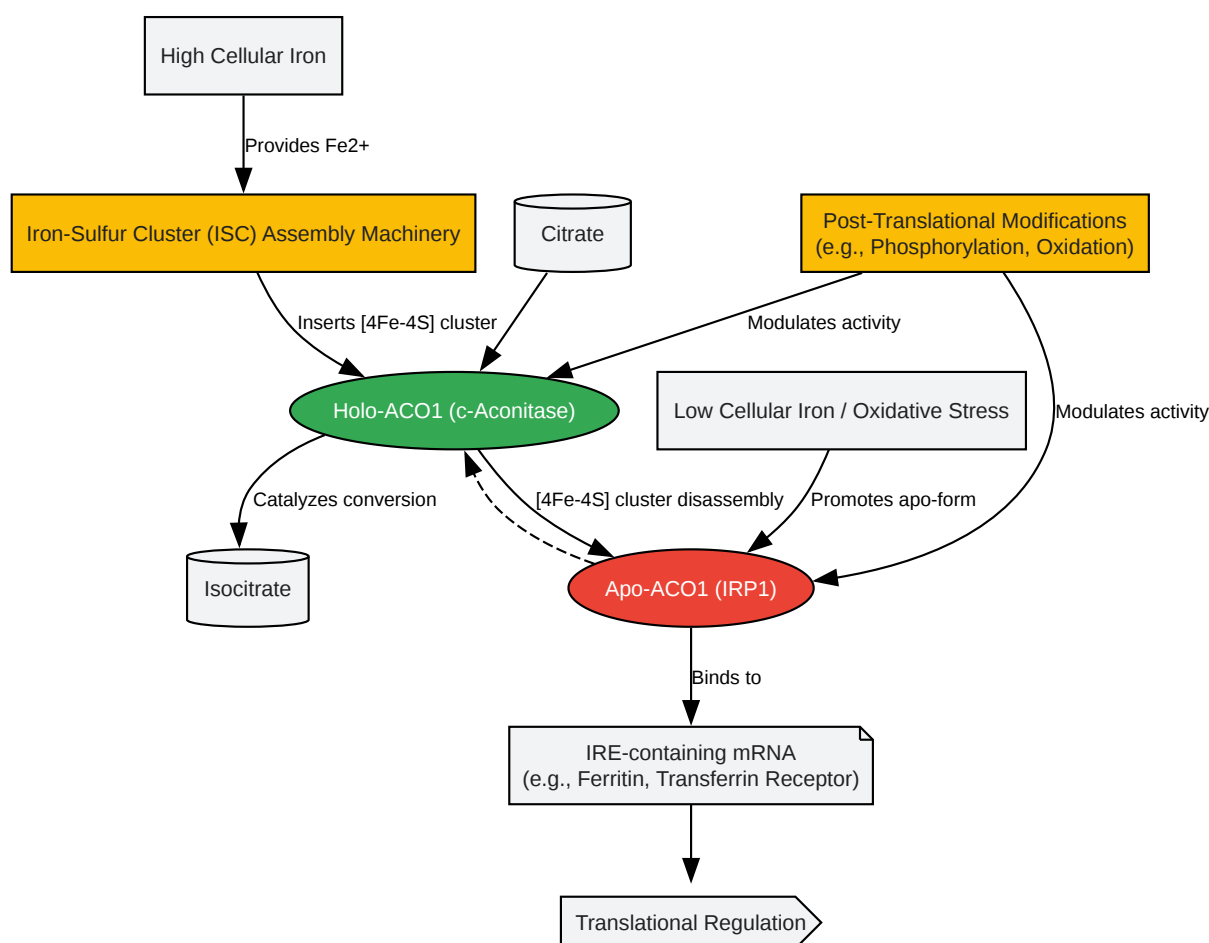 High Cellular Iron
Provides Fe2+
Iron-Sulfur Cluster (ISC) Assembly Machinery
Citrate
Post-Translational Modifications
(e.g., Phosphorylation, Oxidation)
Inserts [4Fe-4S] cluster
Modulates activity
Holo-ACO1 (c-Aconitase)
Low Cellular Iron / Oxidative Stress
Modulates activity
Catalyzes conversion
[4Fe-4S] cluster disassembly
Promotes apo-form
Isocitrate
Apo-ACO1 (IRP1)
Binds to
IRE-containing mRNA
(e.g., Ferritin, Transferrin Receptor)
Translational Regulation